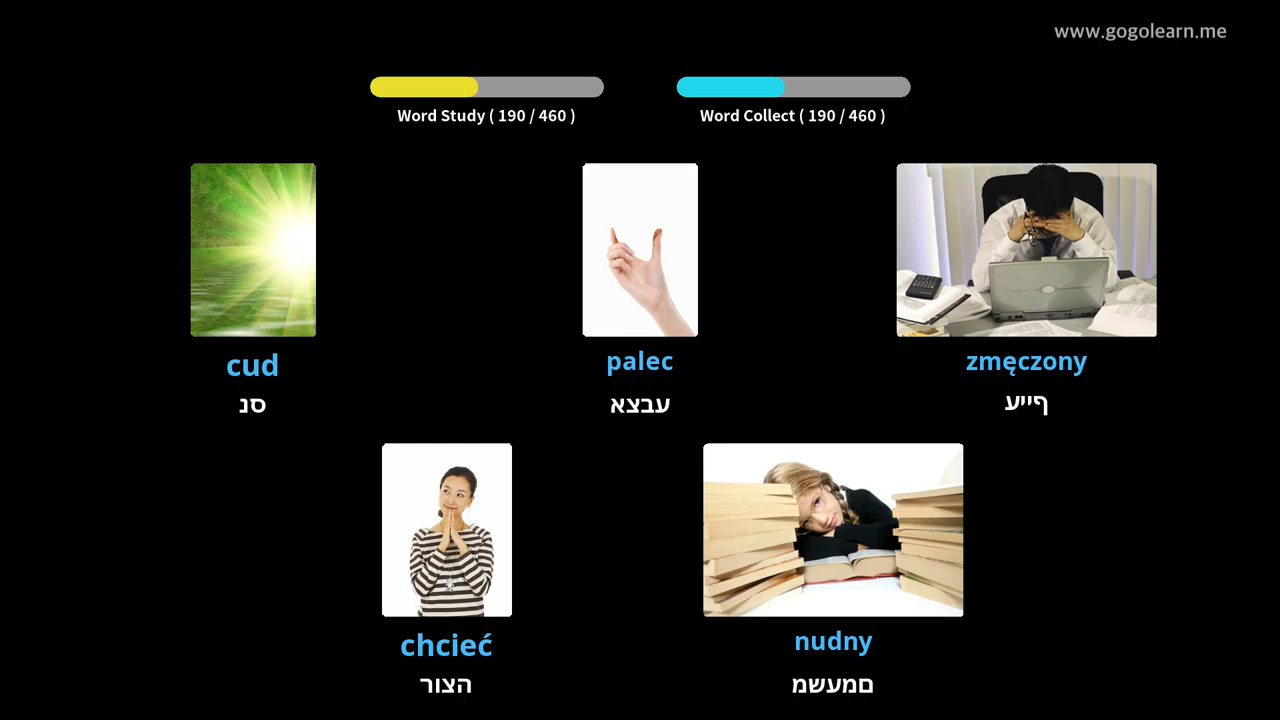 www.gogolearn.me
Word Study ( 190 / 460 )
Word Collect ( 190 / 460 )
cud
סנ
palec
עבצא
zmęczony
ףייע
chcieć
הצור
nudny
םמעשמ